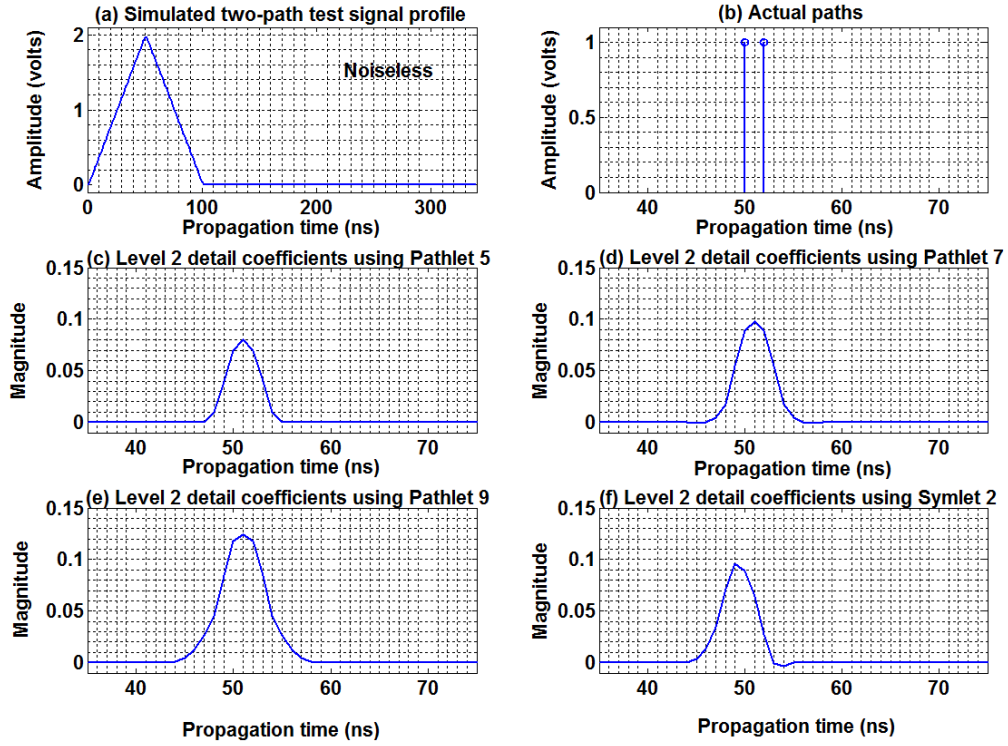 (a) Simulated two-path test signal profile
Amplitude (volts)
2
1
0
Noiseless
0 100 200 300
Propagation time (ns)
(b) Actual paths
Amplitude (volts)
1
0.5
0
40 50 60 70
Propagation time (ns)
(c) Level 2 detail coefficients using Pathlet 5
Magnitude
0.15
0.1
0.05
0
40 50 60 70
Propagation time (ns)
(d) Level 2 detail coefficients using Pathlet 7
Magnitude
0.15
0.1
0.05
0
40 50 60 70
Propagation time (ns)
(e) Level 2 detail coefficients using Pathlet 9
Magnitude
0.15
0.1
0.05
0
40 50 60 70
Propagation time (ns)
(f) Level 2 detail coefficients using Symlet 2
Magnitude
0.15
0.1
0.05
0
40 50 60 70
Propagation time (ns)